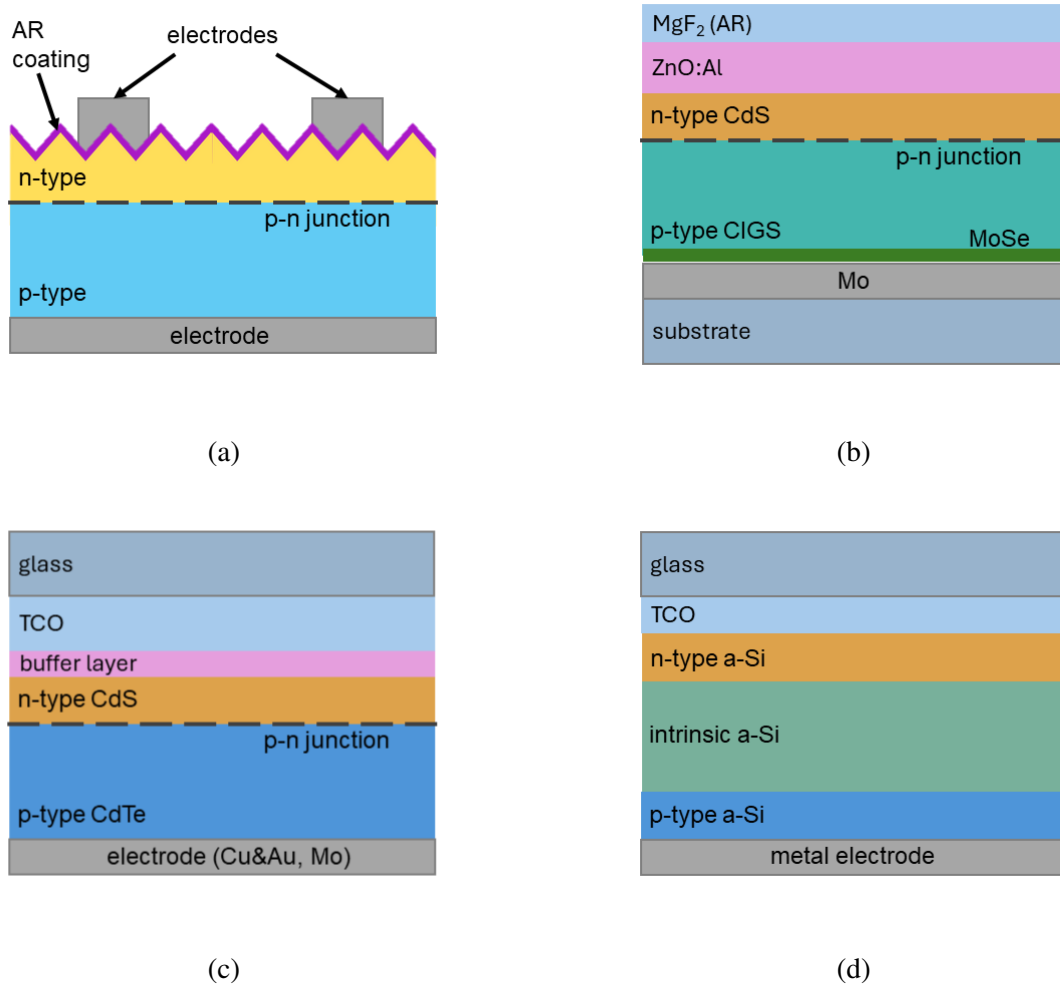 AR
coating
electrodes
n-type
p-n junction
p-type
electrode
(a)
MgF₂ (AR)
ZnO:Al
n-type CdS
p-n junction
p-type CIGS
MoSe
Mo
substrate
(b)
glass
TCO
buffer layer
n-type CdS
p-n junction
p-type CdTe
electrode (Cu&Au, Mo)
(c)
glass
TCO
n-type a-Si
intrinsic a-Si
p-type a-Si
metal electrode
(d)